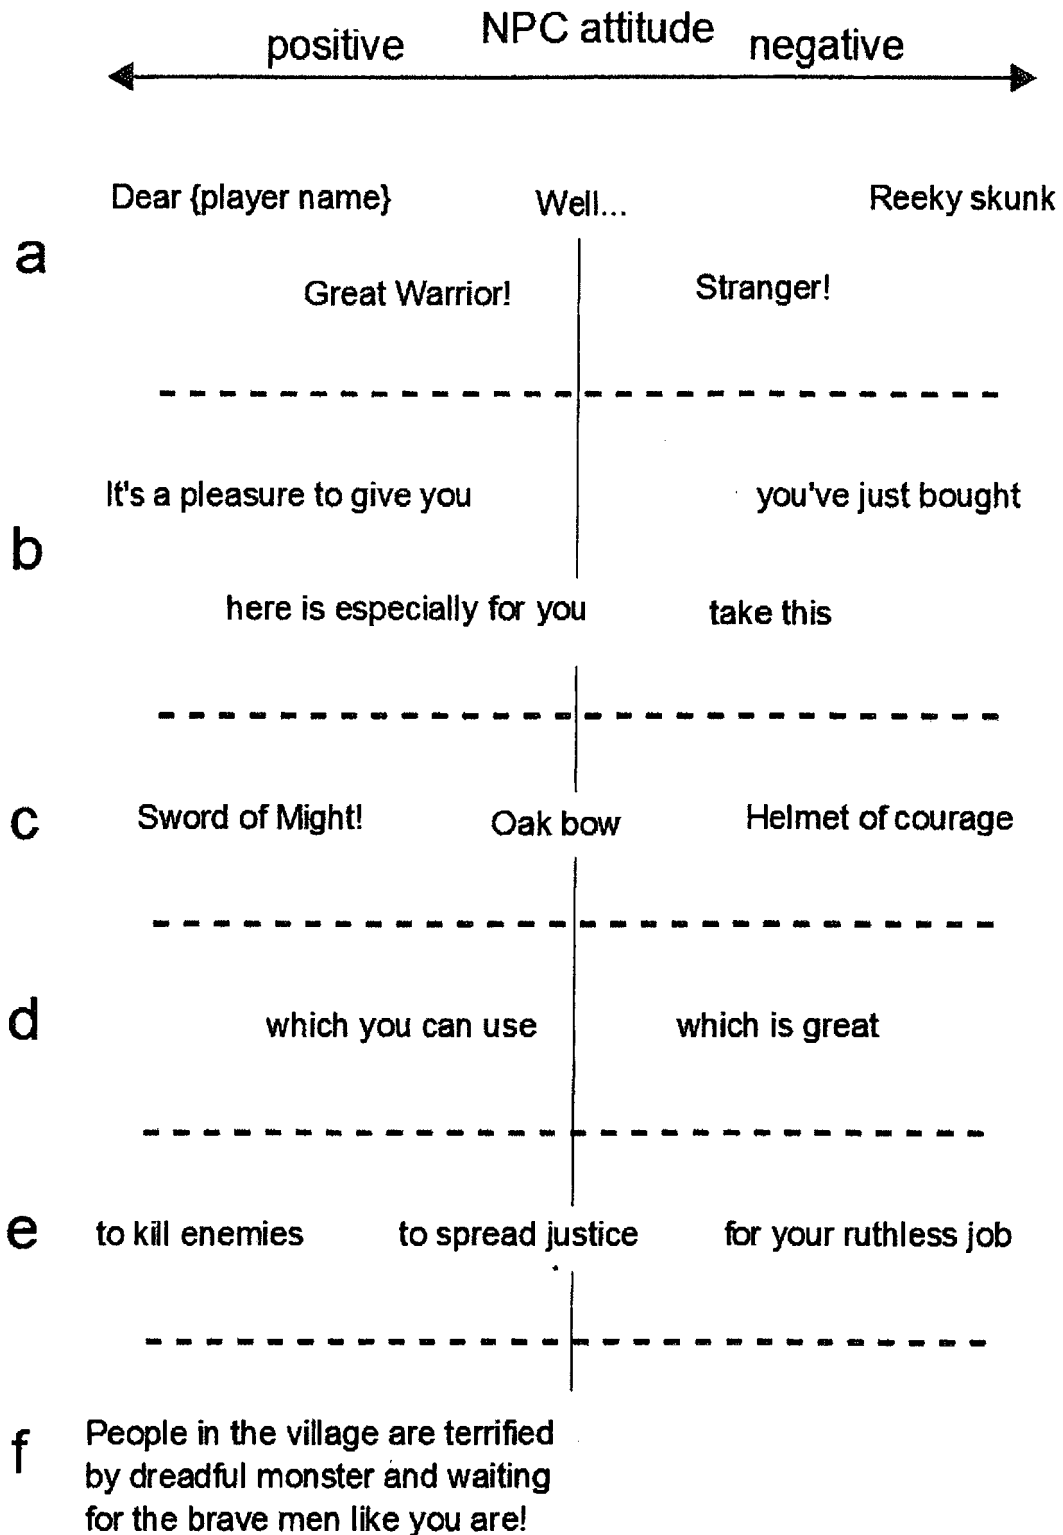 NPC attitude
positive negative
Dear {player name} Well... Reeky skunk
a
Great Warrior! Stranger!
It's a pleasure to give you you've just bought
b
here is especially for you take this
c Sword of Might! Oak bow Helmet of courage
d which you can use which is great
e to kill enemies to spread justice for your ruthless job
f People in the village are terrified
by dreadful monster and waiting
for the brave men like you are!